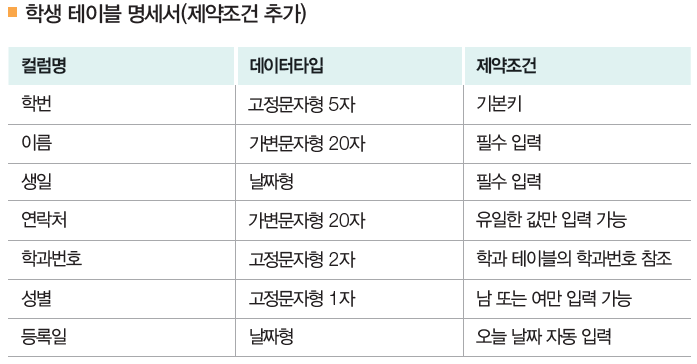 학생 테이블 명세서(제약조건 추가)
컬럼명 데이터타입 제약조건
학번 고정문자형 5자 기본키
이름 가변문자형 20자 필수 입력
생일 날짜형 필수 입력
연락처 가변문자형 20자 유일한 값만 입력 가능
학과번호 고정문자형 2자 학과 테이블의 학과번호 참조
성별 고정문자형 1자 남 또는 여만 입력 가능
등록일 날짜형 오늘 날짜 자동 입력